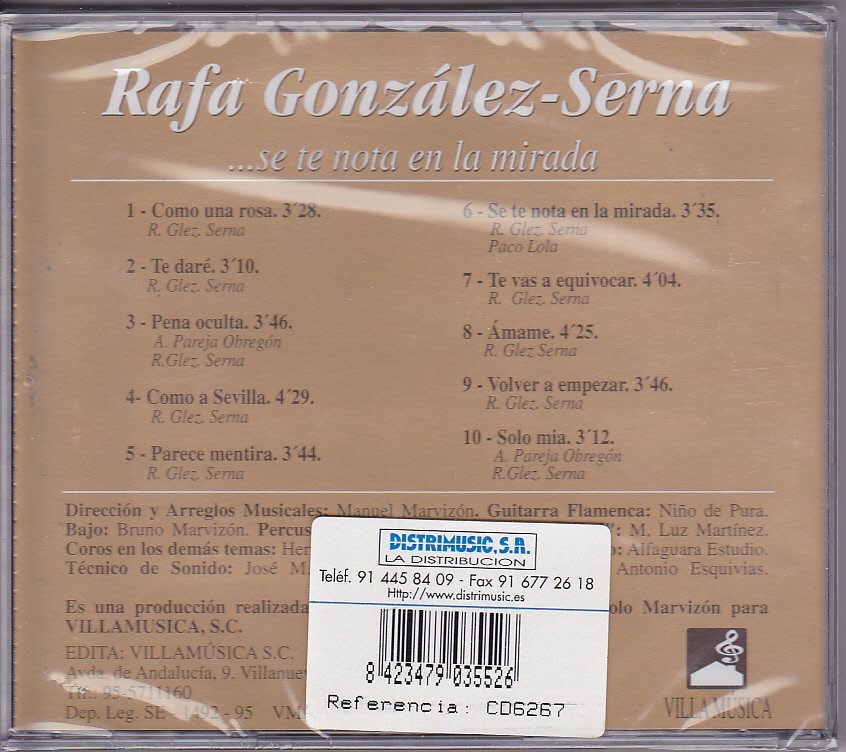 Rafa González-Serna
...se te nota en la mirada
1 - Como una rosa. 3´28.
R. Glez. Serna
2 - Te daré. 3´10.
R. Glez. Serna
3 - Pena oculta. 3´46.
A. Pareja Obregón
R.Glez. Serna
4- Como a Sevilla. 4´29.
R. Glez. Serna
5 - Parece mentira. 3´44.
R. Glez. Serna
6 - Se te nota en la mirada. 3´35.
R. Glez. Serna
Paco Lola
7 - Te vas a equivocar. 4´04.
R. Glez. Serna
8 - Ámame. 4´25.
R. Glez Serna
9 - Volver a empezar. 3´46.
R. Glez. Serna
10 - Solo mia. 3´12.
A. Pareja Obregón
R.Glez. Serna
Dirección y Arreglos Musicales: Manuel Marvizón. Guitarra Flamenca: Niño de Pura.
Bajo: Bruno Marvizón. M. Luz Martínez.
Coros en los demás temas: Alfaguara Estudio.
Técnico de Sonido: José M. Antonio Esquivias.
Es una producción realizada Marvizón para
VILLAMUSICA, S.C.
EDITA: VILLAMÚSICA S.C.
Avda. de Andalucía, 9.
Tfn.: 95-5711160
Dep. Leg. SE - 1492 - 95
VILLA MÚSICA
DISTRIMUSIC, S.A.
LA DISTRIBUCION
Teléf. 91 445 84 09 - Fax 91 677 26 18
Http://www.distrimusic.es
8 423479 035526
Referencia: CD6267